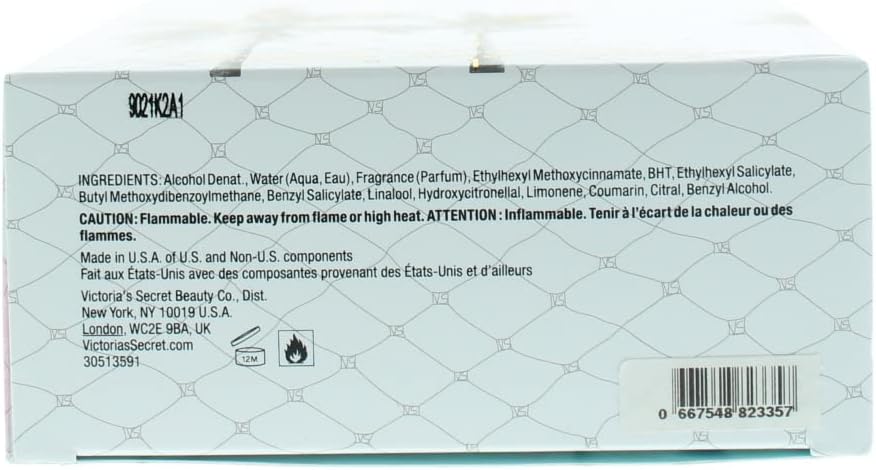 9021K2A1
INGREDIENTS: Alcohol Denat., Water (Aqua, Eau), Fragrance (Parfum), Ethylhexyl Methoxycinnamate, BHT, Ethylhexyl Salicylate,
Butyl Methoxydibenzoylmethane, Benzyl Salicylate, Linalool, Hydroxycitronellal, Limonene, Coumarin, Citral, Benzyl Alcohol.
CAUTION: Flammable. Keep away from flame or high heat. ATTENTION : Inflammable. Tenir à l'écart de la chaleur ou des
flammes.
Made in U.S.A. of U.S. and Non-U.S. components
Fait aux États-Unis avec des composantes provenant des États-Unis et d'ailleurs
Victoria's Secret Beauty Co., Dist.
New York, NY 10019 U.S.A.
London, WC2E 9BA, UK
VictoriasSecret.com
30513591
12M
0 667548 823357